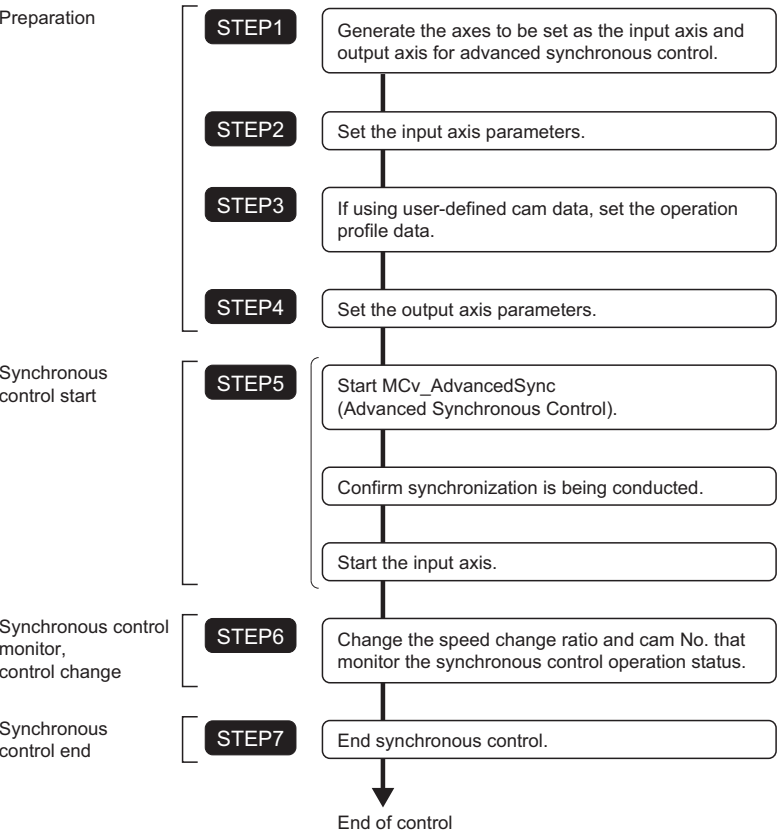 Preparation
STEP1
Generate the axes to be set as the input axis and
output axis for advanced synchronous control.
STEP2
Set the input axis parameters.
STEP3
If using user-defined cam data, set the operation
profile data.
STEP4
Set the output axis parameters.
Synchronous
control start
STEP5
Start MCv_AdvancedSync
(Advanced Synchronous Control).
Confirm synchronization is being conducted.
Start the input axis.
Synchronous control
monitor,
control change
STEP6
Change the speed change ratio and cam No. that
monitor the synchronous control operation status.
Synchronous
control end
STEP7
End synchronous control.
End of control